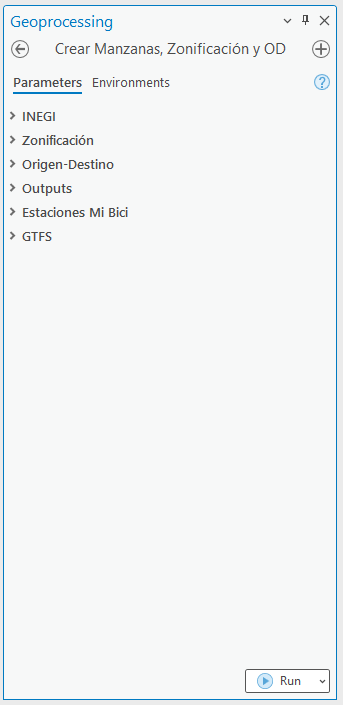 Geoprocessing
Crear Manzanas, Zonificación y OD
Parameters Environments
INEGI
Zonificación
Origen-Destino
Outputs
Estaciones Mi Bici
GTFS
Run